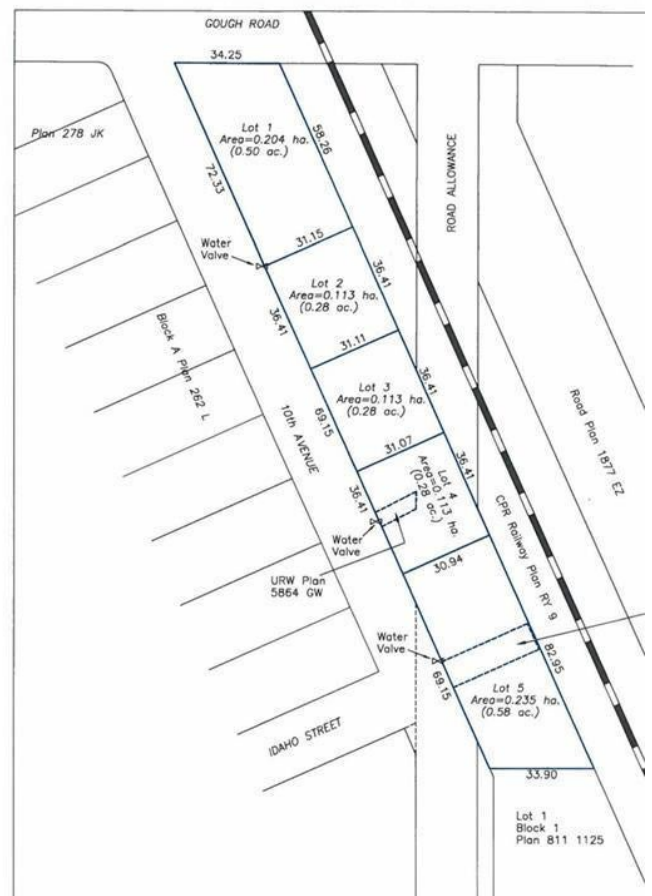 GOUGH ROAD
34.25
Plan 278 JK
Lot 1
Area=0.204 ha.
(0.50 ac.)
58.26
72.33
ROAD ALLOWANCE
Water
Valve
31.15
36.41
Lot 2
Area=0.113 ha.
(0.28 ac.)
36.41
31.11
Block A Plan 262 L
36.41
Lot 3
Area=0.113 ha.
(0.28 ac.)
69.15
10th AVENUE
Road Plan 1877 EZ
31.07
36.41
Lot 4
Area=0.113 ha.
(0.28 ac.)
36.41
Water
Valve
CPR Railway Plan RY 9
30.94
URW Plan
5864 GW
Water
Valve
82.95
69.15
Lot 5
Area=0.235 ha.
(0.58 ac.)
IDAHO STREET
33.90
Lot 1
Block 1
Plan 811 1125